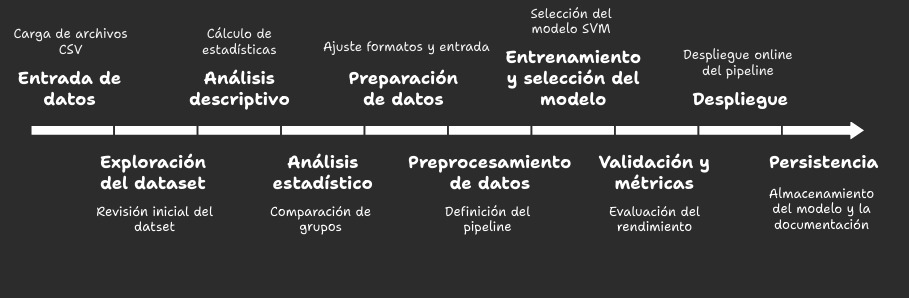 Carga de archivos
CSV
Entrada de
datos
Exploración
del dataset
Revisión inicial del
datset
Cálculo de
estadísticas
Análisis
descriptivo
Análisis
estadístico
Comparación de
grupos
Ajuste formatos y entrada
Preparación
de datos
Preprocesamiento
de datos
Definición del
pipeline
Selección del
modelo SVM
Entrenamiento
y selección del
modelo
Validación y
métricas
Evaluación del
rendimiento
Despliegue online
del pipeline
Despliegue
Persistencia
Almacenamiento
del modelo y la
documentación